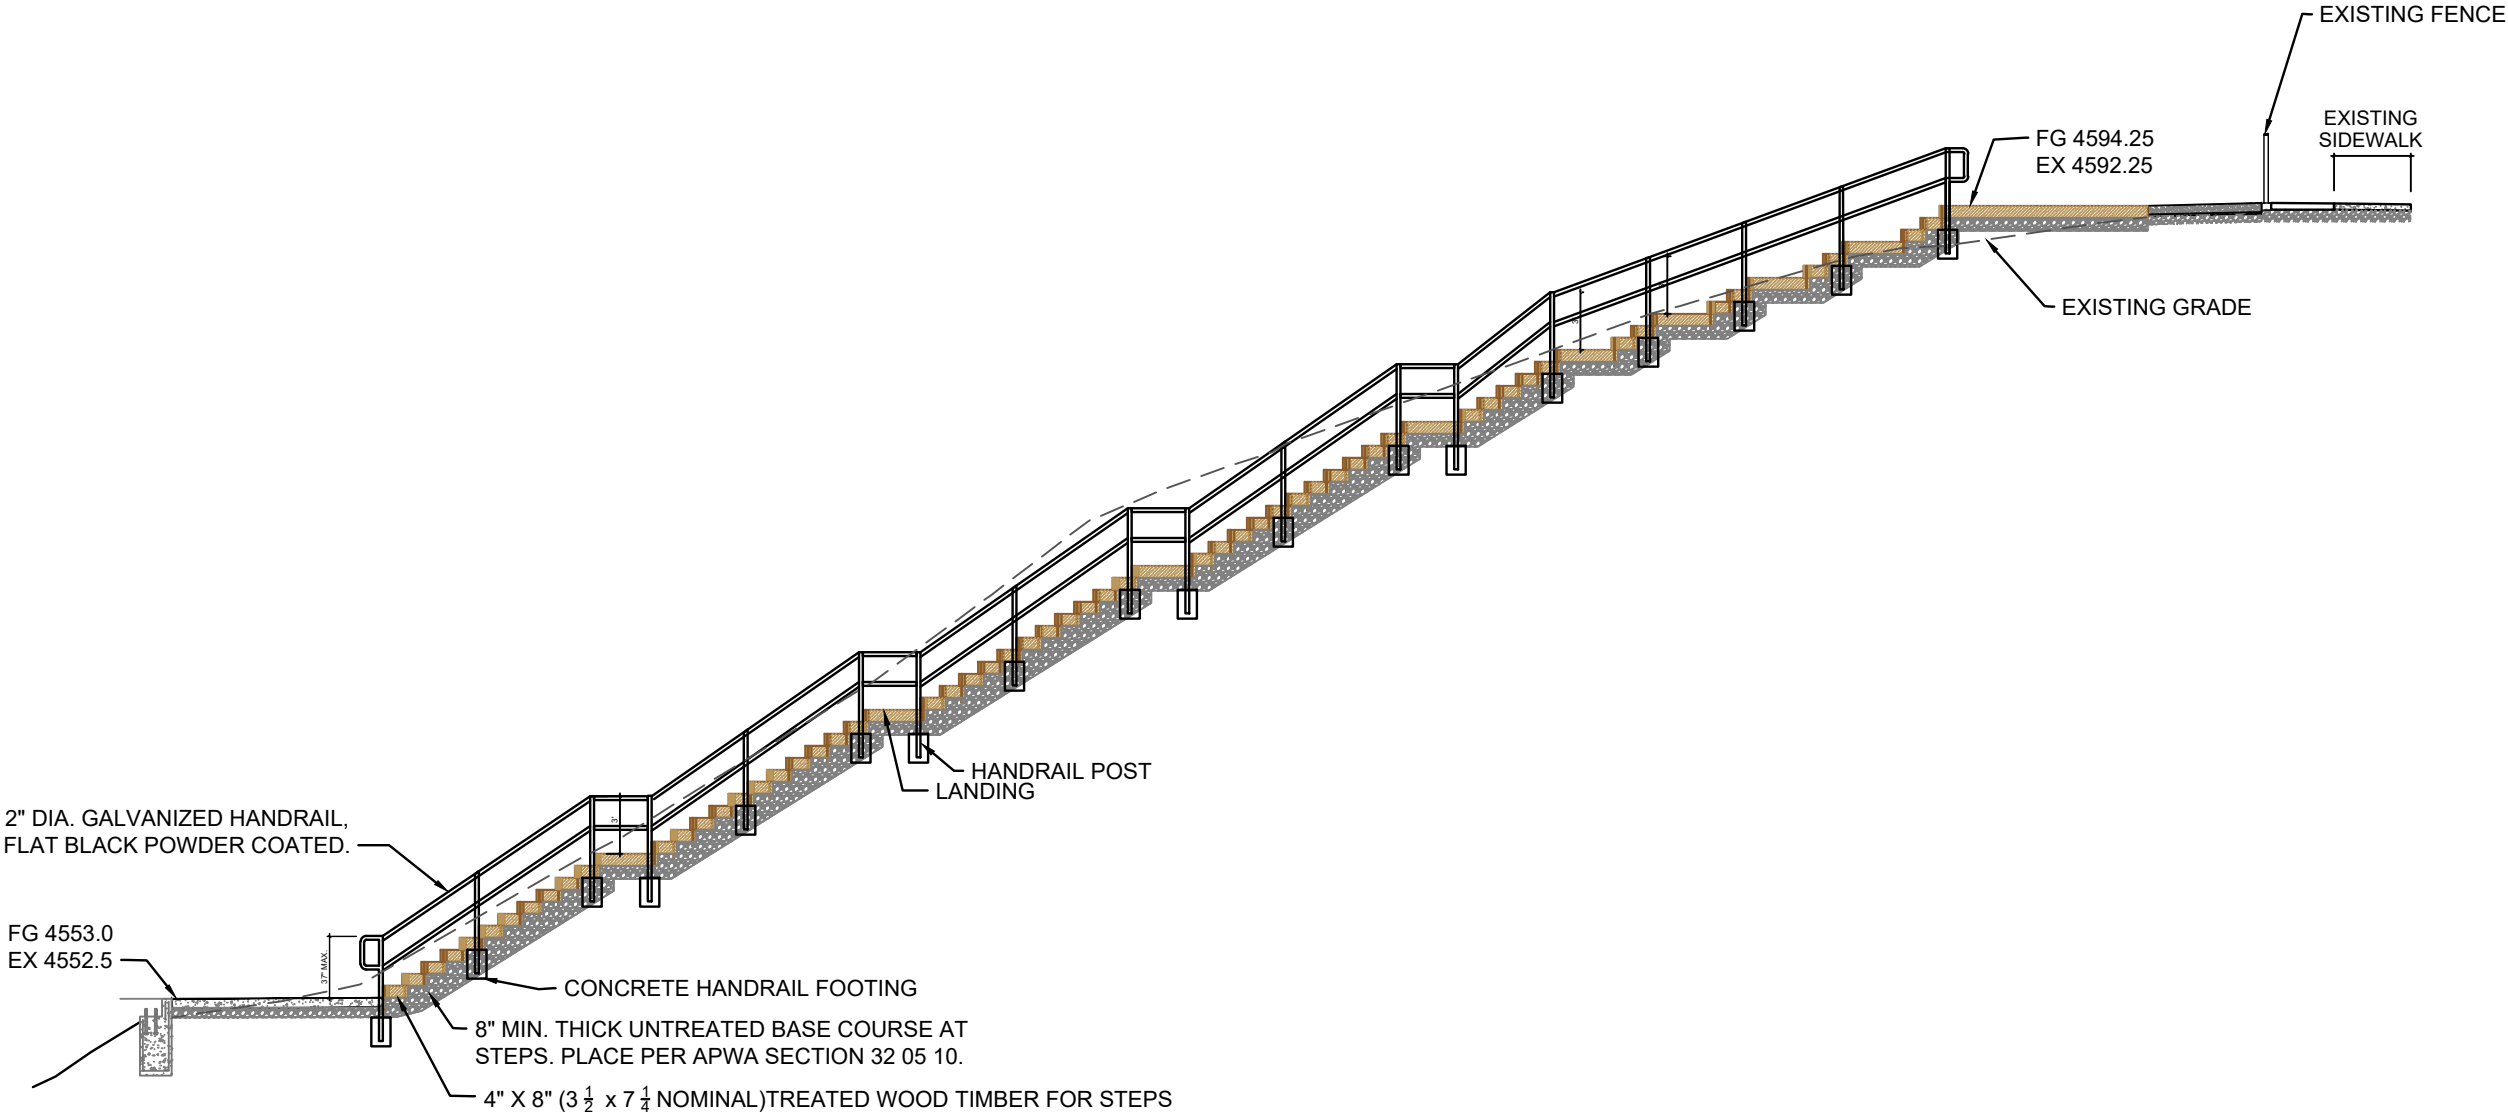 EXISTING FENCE
EXISTING
SIDEWALK
FG 4594.25
EX 4592.25
EXISTING GRADE
HANDRAIL POST
LANDING
2" DIA. GALVANIZED HANDRAIL,
FLAT BLACK POWDER COATED.
3'
FG 4553.0
EX 4552.5
37" MAX.
CONCRETE HANDRAIL FOOTING
8" MIN. THICK UNTREATED BASE COURSE AT
STEPS. PLACE PER APWA SECTION 32 05 10.
4" X 8" (3 1/2 x 7 1/4 NOMINAL)TREATED WOOD TIMBER FOR STEPS